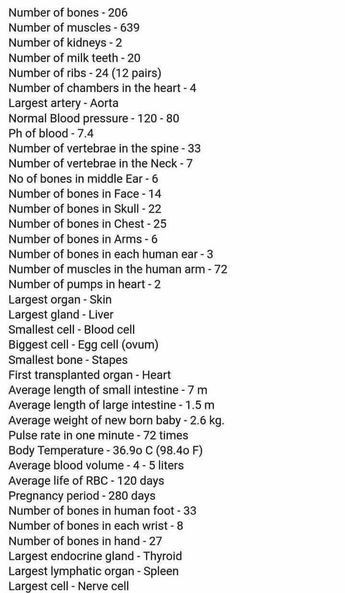 Number of bones - 206
Number of muscles - 639
Number of kidneys - 2
Number of milk teeth - 20
Number of ribs - 24 (12 pairs)
Number of chambers in the heart - 4
Largest artery - Aorta
Normal Blood pressure - 120 - 80
Ph of blood - 7.4
Number of vertebrae in the spine - 33
Number of vertebrae in the Neck - 7
No of bones in middle Ear - 6
Number of bones in Face - 14
Number of bones in Skull - 22
Number of bones in Chest - 25
Number of bones in Arms - 6
Number of bones in each human ear - 3
Number of muscles in the human arm - 72
Number of pumps in heart - 2
Largest organ - Skin
Largest gland - Liver
Smallest cell - Blood cell
Biggest cell - Egg cell (ovum)
Smallest bone - Stapes
First transplanted organ - Heart
Average length of small intestine - 7 m
Average length of large intestine - 1.5 m
Average weight of new born baby - 2.6 kg.
Pulse rate in one minute - 72 times
Body Temperature - 36.9o C (98.4o F)
Average blood volume - 4 - 5 liters
Average life of RBC - 120 days
Pregnancy period - 280 days
Number of bones in human foot - 33
Number of bones in each wrist - 8
Number of bones in hand - 27
Largest endocrine gland - Thyroid
Largest lymphatic organ - Spleen
Largest cell - Nerve cell